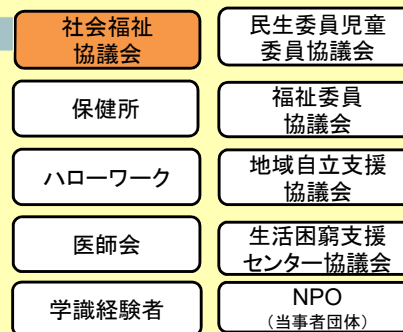 社会福祉
協議会
民生委員児童
委員協議会
保健所
福祉委員
協議会
ハローワーク
地域自立支援
協議会
医師会
生活困窮支援
センター協議会
学識経験者
NPO
(当事者団体)